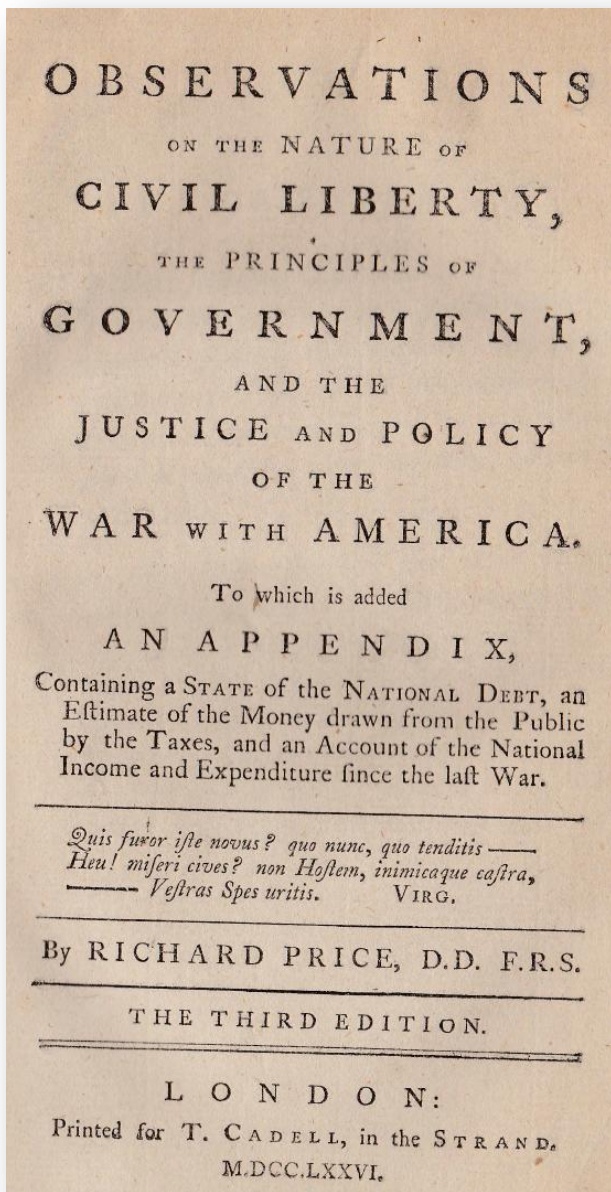 OBSERVATIONS
ON THE NATURE OF
CIVIL LIBERTY,
THE PRINCIPLES OF
GOVERNMENT,
AND THE
JUSTICE AND POLICY
OF THE
WAR WITH AMERICA.
To which is added
AN APPENDIX,
Containing a STATE of the NATIONAL DEBT, an
Eſtimate of the Money drawn from the Public
by the Taxes, and an Account of the National
Income and Expenditure ſince the laſt War.
Quis furor iſte novus? quo nunc, quo tenditis ——
Heu! miſeri cives? non Hoſtem, inimicaque caſtra,
—— Veſtras Spes uritis. VIRG.
By RICHARD PRICE, D.D. F.R.S.
THE THIRD EDITION.
LONDON:
Printed for T. CADELL, in the STRAND.
M.DCC.LXXVI.